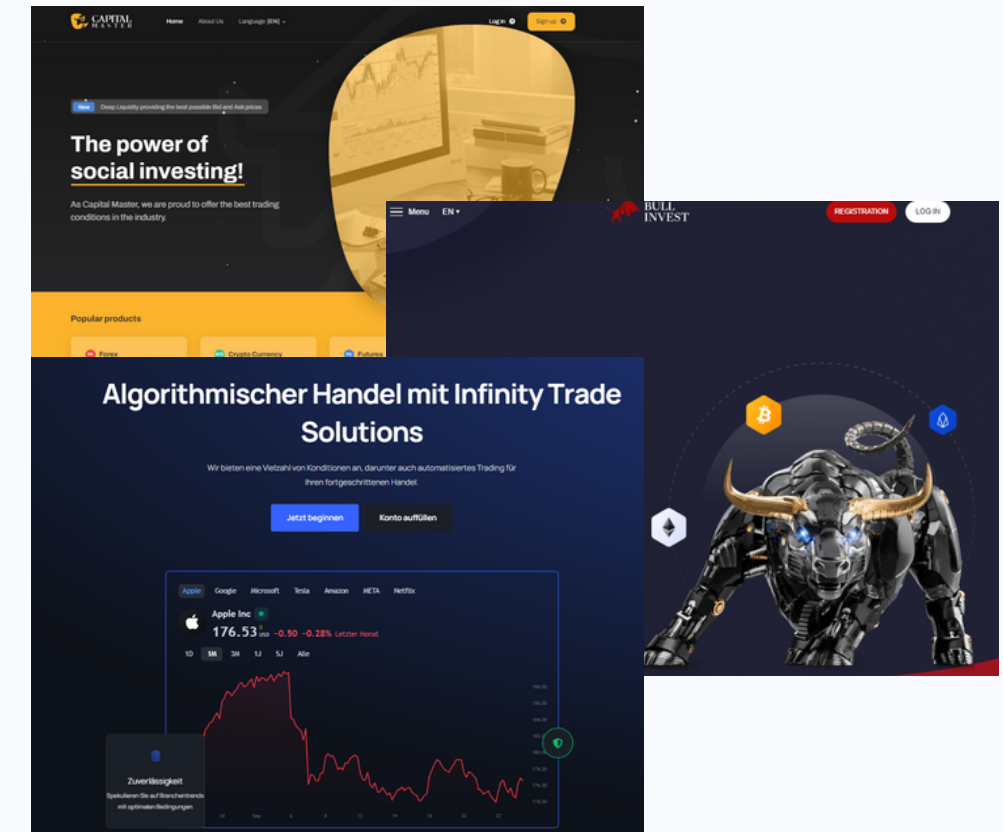 CAPITAL
MASTER
Home
About Us
Language [EN]
Log in
Sign up
New
Deep Liquidity providing the best possible Bid and Ask prices
The power of
social investing!
As Capital Master, we are proud to offer the best trading
conditions in the industry.
Popular products
Forex
Crypto Currency
Futures
Menu
EN
BULL
INVEST
REGISTRATION
LOG IN
Algorithmischer Handel mit Infinity Trade
Solutions
Wir bieten eine Vielzahl von Konditionen an, darunter auch automatisiertes Trading für
Ihren fortgeschrittenen Handel.
Jetzt beginnen
Konto auffüllen
Apple Google Microsoft Tesla Amazon META Netflix
Apple Inc
176.53 USD -0.50 -0.28% Letzter Monat
1D 1M 3M 1J 5J Alle
Zuverlässigkeit
Spekulieren Sie auf Branchentrends
mit optimalen Bedingungen